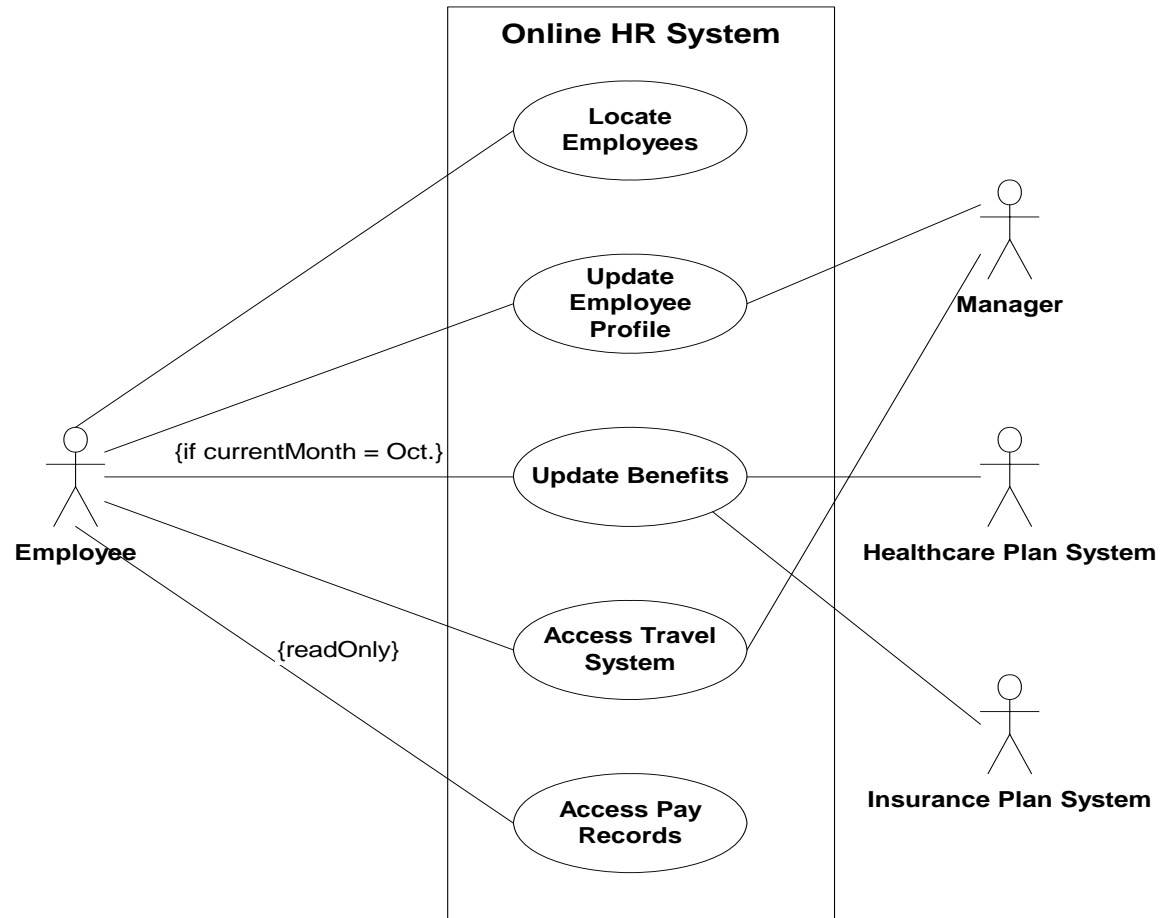 Online HR System
Locate
Employees
Update
Employee
Profile
Manager
{if currentMonth = Oct.}
Update Benefits
Employee
Healthcare Plan System
{readOnly}
Access Travel
System
Insurance Plan System
Access Pay
Records